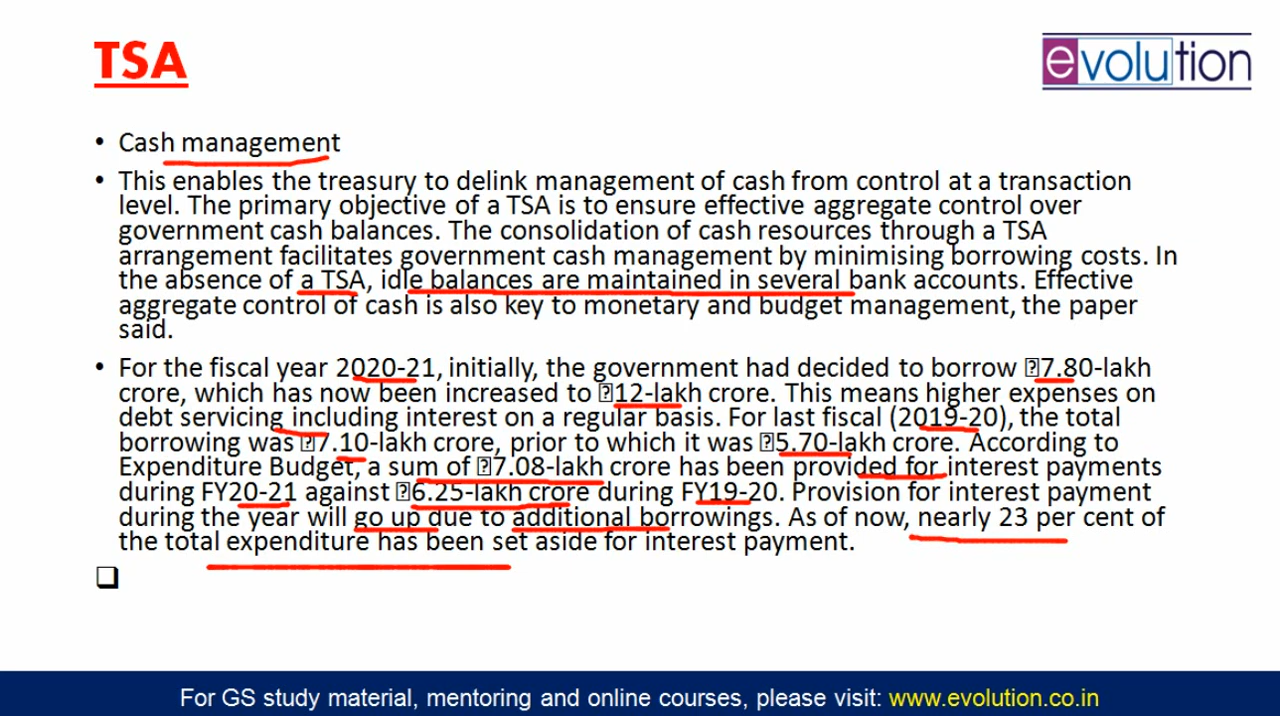 TSA
evolution
• Cash management
• This enables the treasury to delink management of cash from control at a transaction
level. The primary objective of a TSA is to ensure effective aggregate control over
government cash balances. The consolidation of cash resources through a TSA
arrangement facilitates government cash management by minimising borrowing costs. In
the absence of a TSA, idle balances are maintained in several bank accounts. Effective
aggregate control of cash is also key to monetary and budget management, the paper
said.
• For the fiscal year 2020-21, initially, the government had decided to borrow ⍰7.80-lakh
crore, which has now been increased to ⍰12-lakh crore. This means higher expenses on
debt servicing including interest on a regular basis. For last fiscal (2019-20), the total
borrowing was ⍰7.10-lakh crore, prior to which it was ⍰5.70-lakh crore. According to
Expenditure Budget, a sum of ⍰7.08-lakh crore has been provided for interest payments
during FY20-21 against ⍰6.25-lakh crore during FY19-20. Provision for interest payment
during the year will go up due to additional borrowings. As of now, nearly 23 per cent of
the total expenditure has been set aside for interest payment.
For GS study material, mentoring and online courses, please visit: www.evolution.co.in